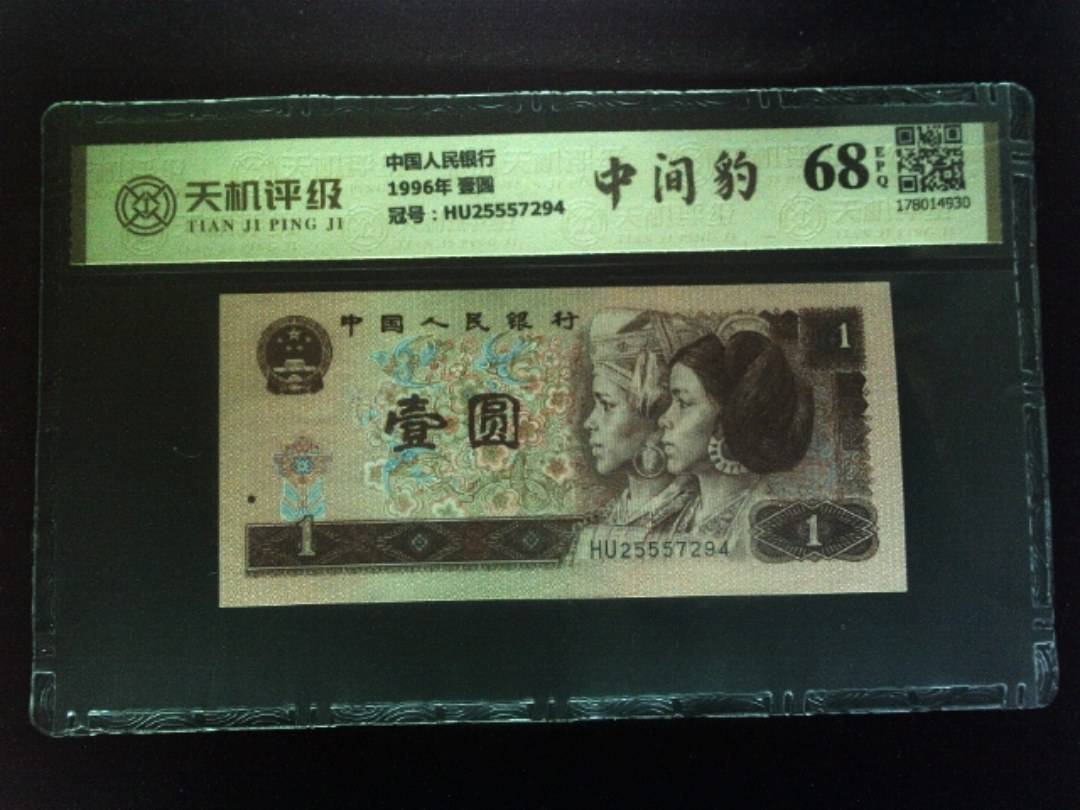 天机评级
TIAN JI PING JI
中国人民银行
1996年 壹圆
冠号：HU25557294
中间豹
68
EPQ
178014930
中国人民银行
壹圆
1
1
1
HU25557294